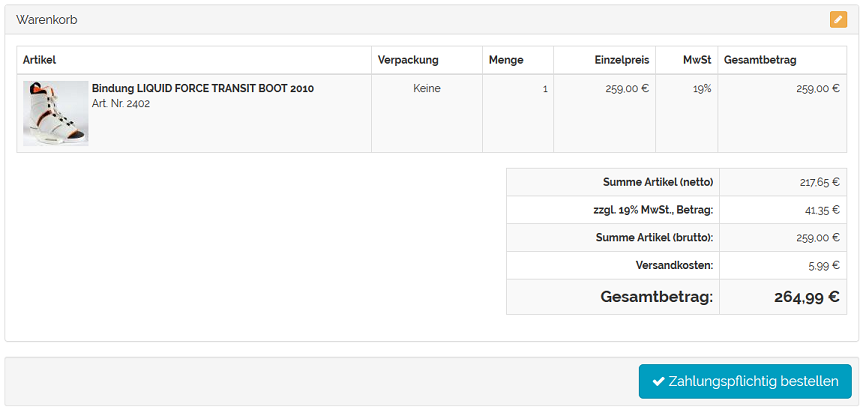 Warenkorb
Artikel Verpackung Menge Einzelpreis MwSt Gesamtbetrag
Bindung LIQUID FORCE TRANSIT BOOT 2010 Keine 1 259,00 € 19% 259,00 €
Art. Nr. 2402
Summe Artikel (netto) 217,65 €
zzgl. 19% MwSt., Betrag: 41,35 €
Summe Artikel (brutto): 259,00 €
Versandkosten: 5,99 €
Gesamtbetrag: 264,99 €
Zahlungspflichtig bestellen